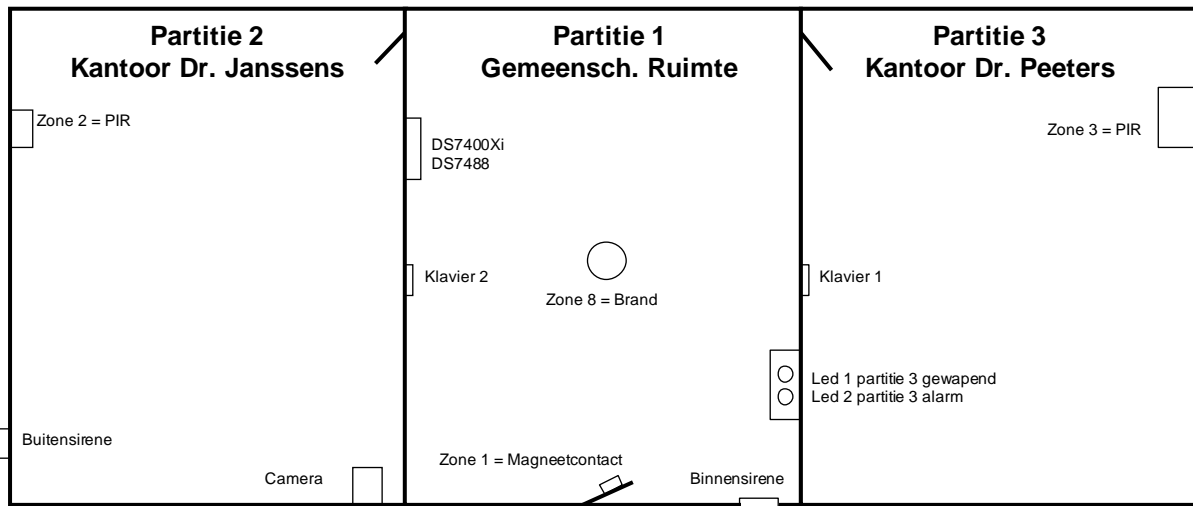 Partitie 2
Kantoor Dr. Janssens
Partitie 1
Gemeensch. Ruimte
Partitie 3
Kantoor Dr. Peeters
Zone 2 = PIR
DS7400Xi
DS7488
Zone 3 = PIR
Klavier 2
Zone 8 = Brand
Klavier 1
Led 1 partitie 3 gewapend
Led 2 partitie 3 alarm
Buitensirene
Camera
Zone 1 = Magneetcontact
Binnensirene